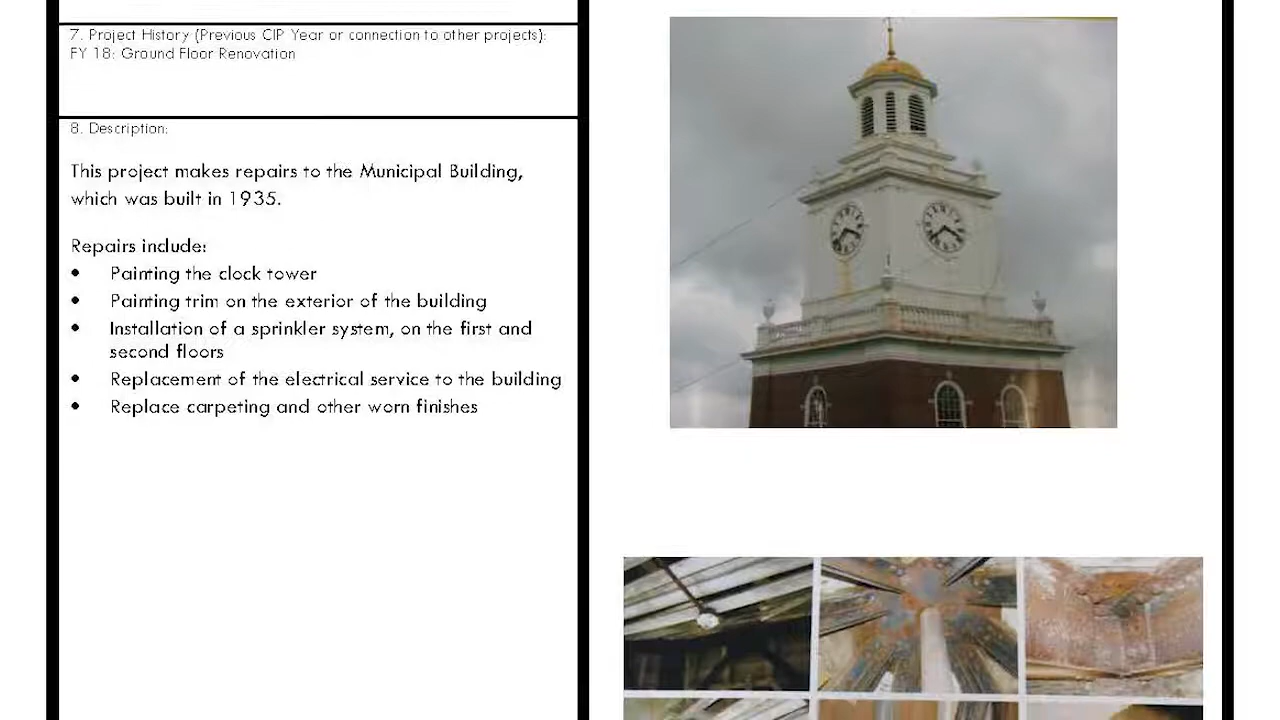 7. Project History (Previous CIP Year or connection to other projects):
FY 18: Ground Floor Renovation
8. Description:
This project makes repairs to the Municipal Building,
which was built in 1935.
Repairs include:
• Painting the clock tower
• Painting trim on the exterior of the building
• Installation of a sprinkler system, on the first and
second floors
• Replacement of the electrical service to the building
• Replace carpeting and other worn finishes